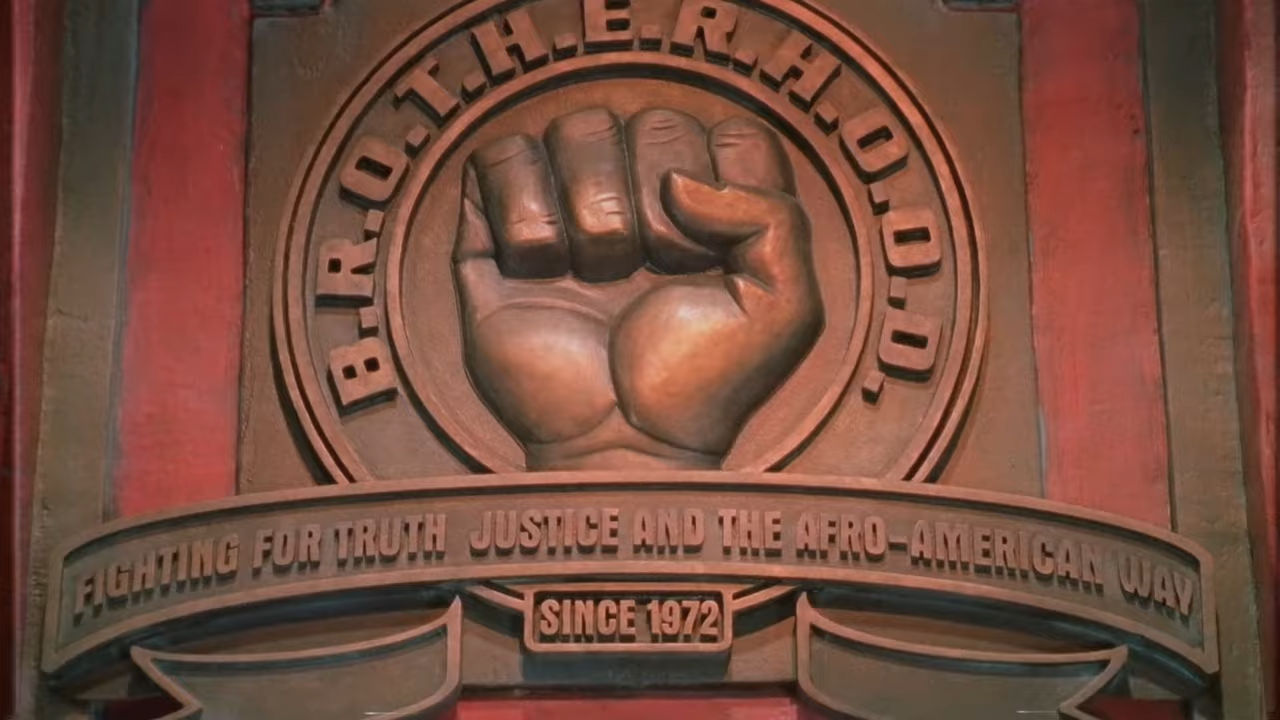 B.R.O.T.H.E.R.H.O.O.D.
FIGHTING FOR TRUTH JUSTICE AND THE AFRO-AMERICAN WAY
SINCE 1972